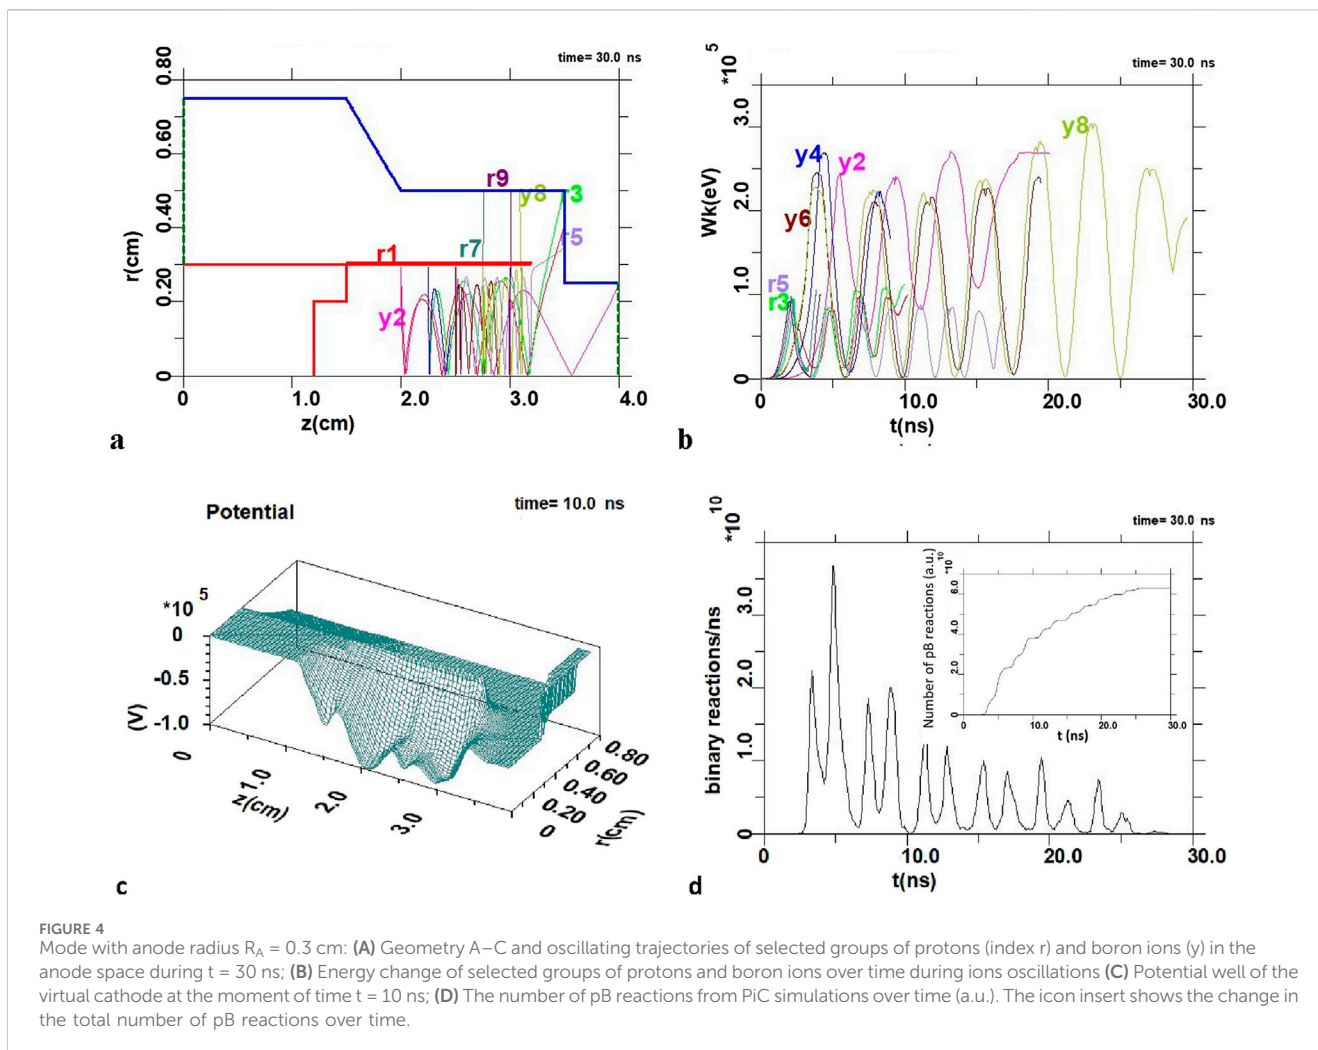 time= 30.0 ns
0.80
0.60
0.40
0.20
0
r(cm)
r9
y8
r3
r5
r7
r1
y2
0
1.0
2.0
3.0
4.0
z(cm)
a
*10 5
time= 30.0 ns
3.0
2.0
1.0
0
Wk(eV)
y8
y4
y2
y6
r5
r3
0
10.0
20.0
30.0
t(ns)
b
Potential
time= 10.0 ns
*10 5
0
-0.5
-1.0
(V)
0
1.0
2.0
3.0
z(cm)
0.80
0.60
0.40
0.20
0
r(cm)
c
*10 10
time= 30.0 ns
3.0
2.0
1.0
0
binary reactions/ns
0
10.0
20.0
30.0
t(ns)
Number of pB reactions (a.u.)
*10 10
6.0
4.0
2.0
0
0
10.0
20.0
30.0
t (ns)
d
FIGURE 4
Mode with anode radius RA = 0.3 cm: (A) Geometry A–C and oscillating trajectories of selected groups of protons (index r) and boron ions (y) in the
anode space during t = 30 ns; (B) Energy change of selected groups of protons and boron ions over time during ions oscillations (C) Potential well of the
virtual cathode at the moment of time t = 10 ns; (D) The number of pB reactions from PiC simulations over time (a.u.). The icon insert shows the change in
the total number of pB reactions over time.